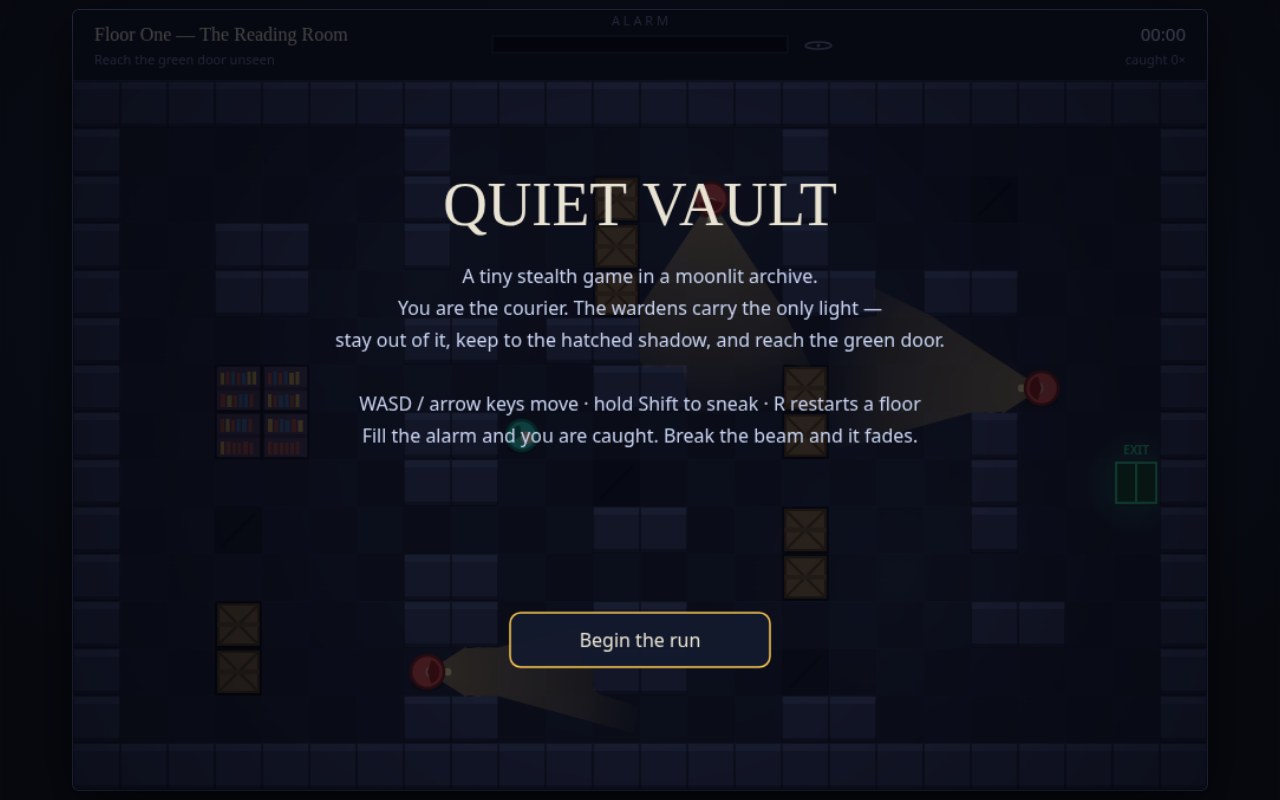 ALARM
Floor One — The Reading Room
00:00
Reach the green door unseen
caught 0×
QUIET VAULT
A tiny stealth game in a moonlit archive.
You are the courier. The wardens carry the only light —
stay out of it, keep to the hatched shadow, and reach the green door.
WASD / arrow keys move · hold Shift to sneak · R restarts a floor
Fill the alarm and you are caught. Break the beam and it fades.
EXIT
Begin the run